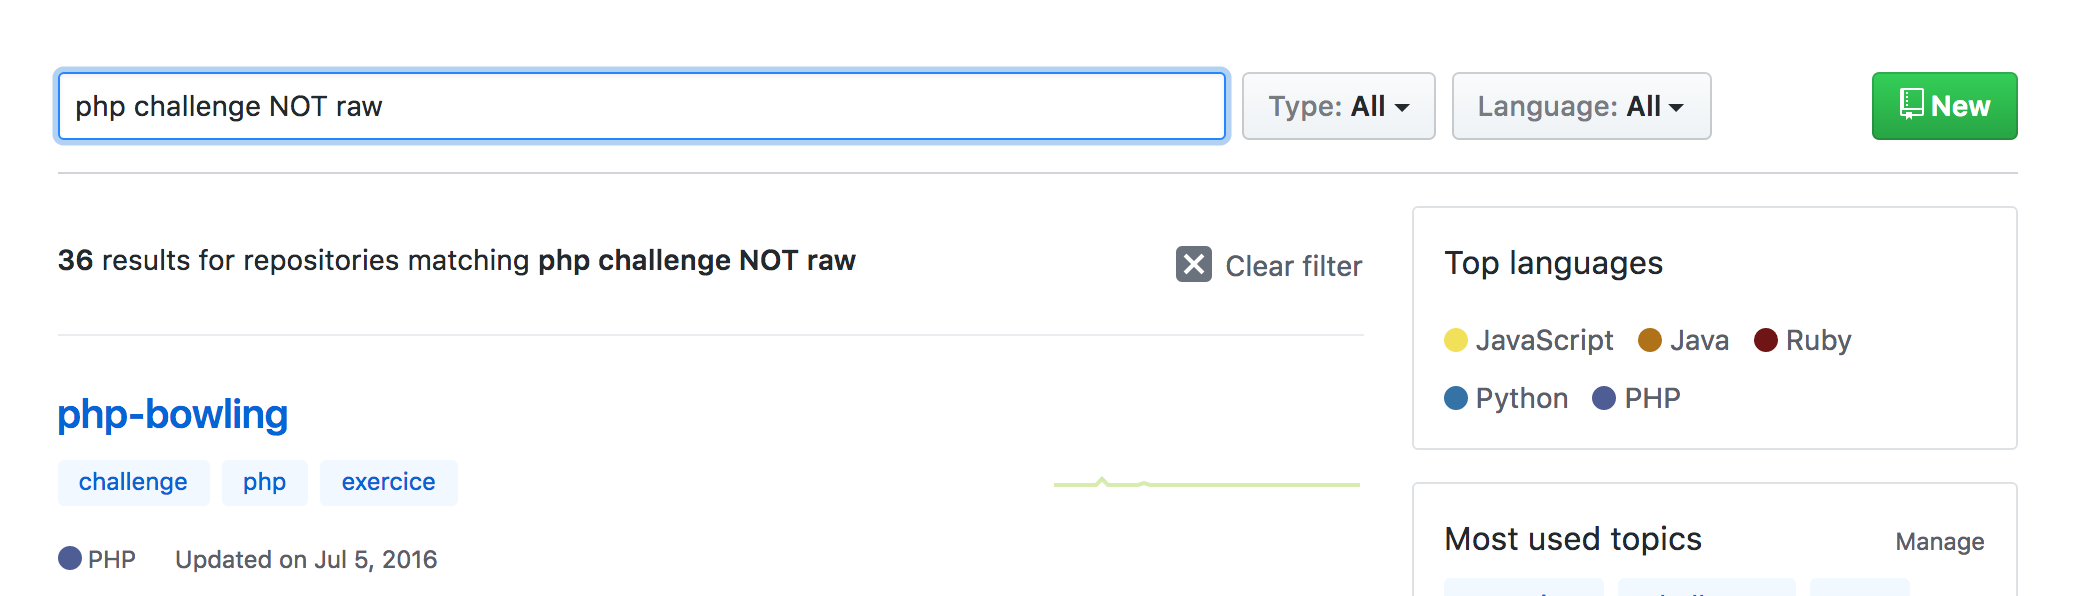 php challenge NOT raw
Type: All
Language: All
New
36 results for repositories matching php challenge NOT raw
Clear filter
php-bowling
challenge php exercice
PHP Updated on Jul 5, 2016
Top languages
JavaScript Java Ruby
Python PHP
Most used topics
Manage